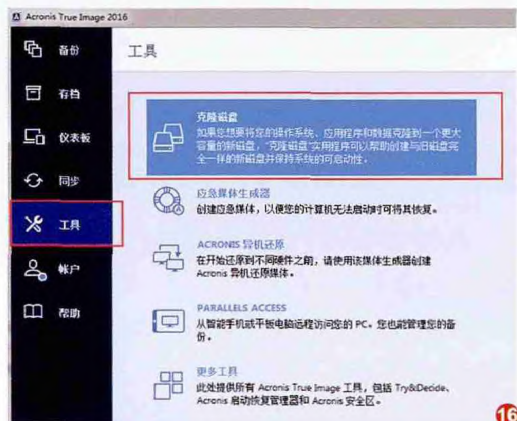 Acronis True Image 2016
备份
存档
仪表板
同步
工具
帐户
帮助
工具
克隆磁盘
如果您想要将您的操作系统、应用程序和数据克隆到一个更大
容量的新磁盘，“克隆磁盘”实用程序可以帮助创建与旧磁盘完
全一样的新磁盘并保持系统的可启动性。
应急媒体生成器
创建应急媒体，以便您的计算机无法启动时可将其恢复。
ACRONIS 异机还原
在开始还原到不同硬件之前，请使用该媒体生成器创建
Acronis 异机还原媒体。
PARALLELS ACCESS
从智能手机或平板电脑远程访问您的 PC。您也能管理您的备
份。
更多工具
此处提供所有 Acronis True Image 工具，包括 Try&Decide、
Acronis 启动恢复管理器和 Acronis 安全区。
16